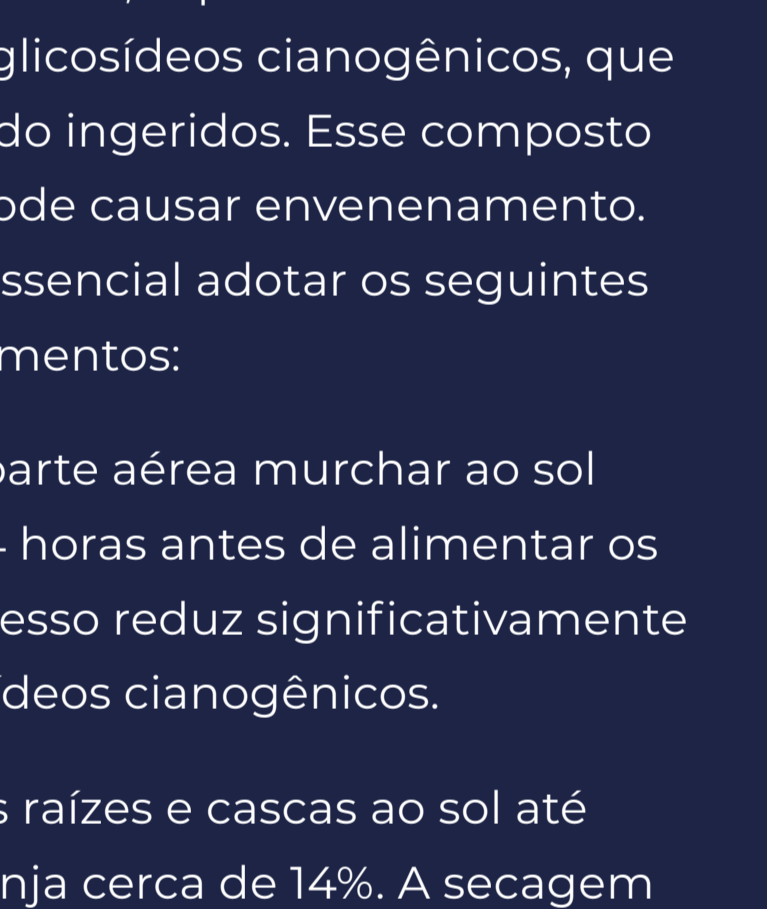 glicosídeos cianogênicos, que
do ingeridos. Esse composto
ode causar envenenamento.
ssencial adotar os seguintes
mentos:
parte aérea murchar ao sol
horas antes de alimentar os
esso reduz significativamente
ídeos cianogênicos.
s raízes e cascas ao sol até
nja cerca de 14%. A secagem